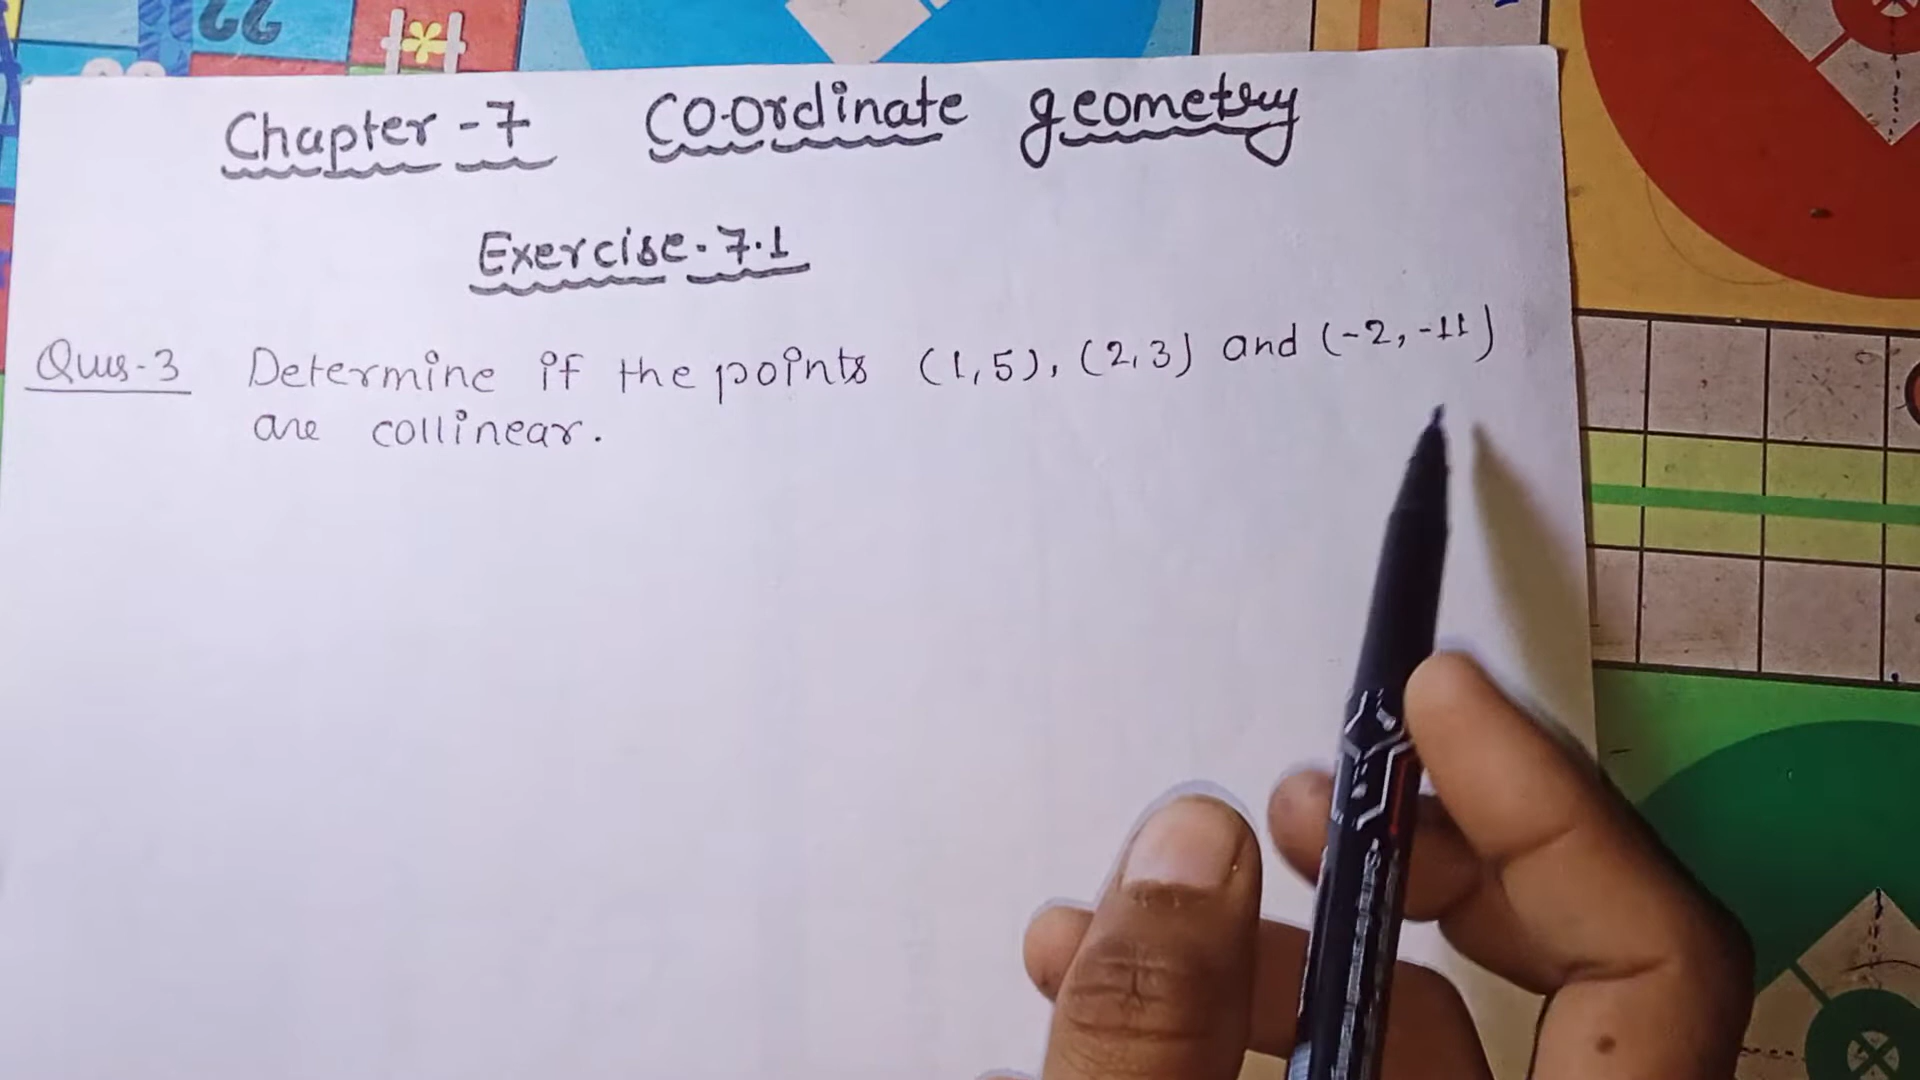 Chapter-7 CO-Ordinate geometry
Exercise-7.1
Ques-3 Determine if the points (1,5), (2,3) and (-2,-11)
are collinear.